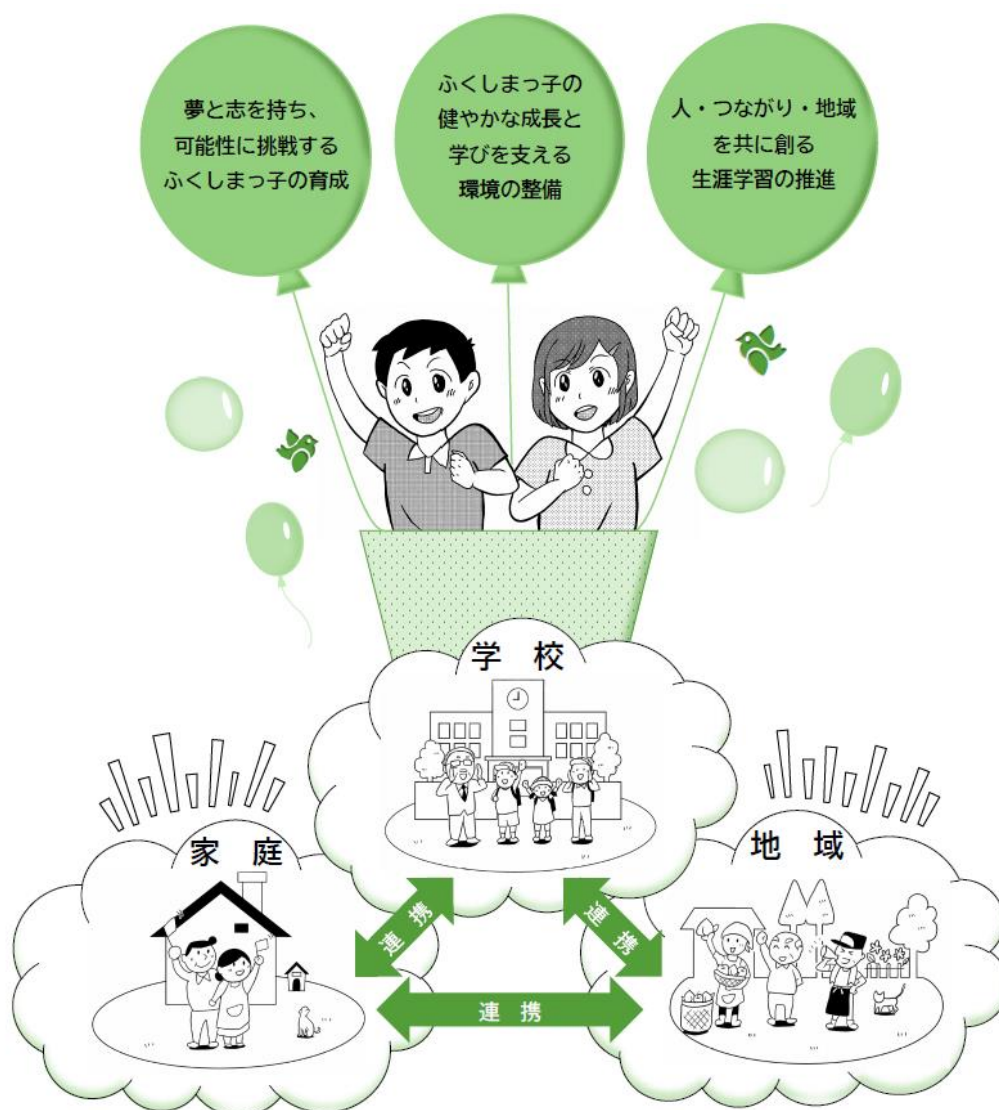 夢と志を持ち、
可能性に挑戦する
ふくしまっ子の育成
ふくしまっ子の
健やかな成長と
学びを支える
環境の整備
人・つながり・地域
を共に創る
生涯学習の推進
学 校
家 庭
地 域
連 携
連 携
連 携